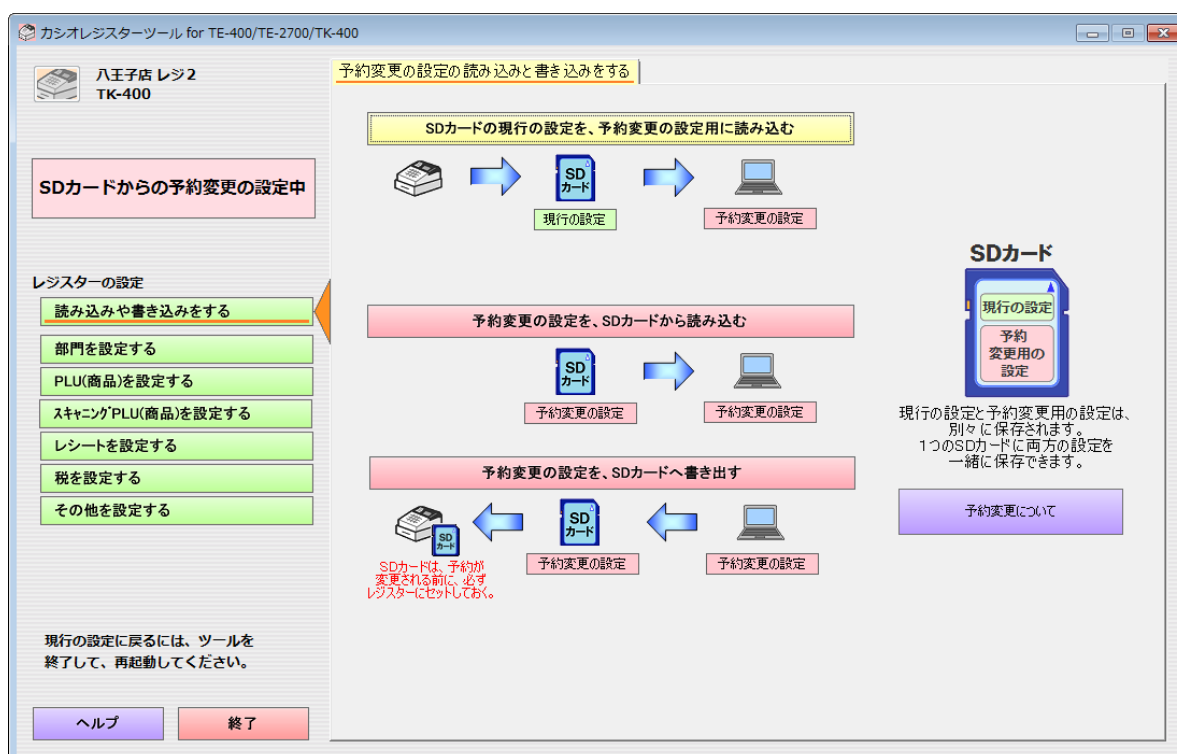 カシオレジスターツール for TE-400/TE-2700/TK-400
八王子店 レジ2
TK-400
SDカードからの予約変更の設定中
レジスターの設定
読み込みや書き込みをする
部門を設定する
PLU(商品)を設定する
スキャニングPLU(商品)を設定する
レシートを設定する
税を設定する
その他を設定する
現行の設定に戻るには、ツールを
終了して、再起動してください。
ヘルプ
終了
予約変更の設定の読み込みと書き込みをする
SDカードの現行の設定を、予約変更の設定用に読み込む
SD
カード
現行の設定
予約変更の設定
予約変更の設定を、SDカードから読み込む
SD
カード
予約変更の設定
予約変更の設定
予約変更の設定を、SDカードへ書き出す
SD
カード
SD
カード
予約変更の設定
予約変更の設定
SDカードは、予約が
変更される前に、必ず
レジスターにセットしておく。
SDカード
現行の設定
予約
変更用の
設定
現行の設定と予約変更用の設定は、
別々に保存されます。
1つのSDカードに両方の設定を
一緒に保存できます。
予約変更について